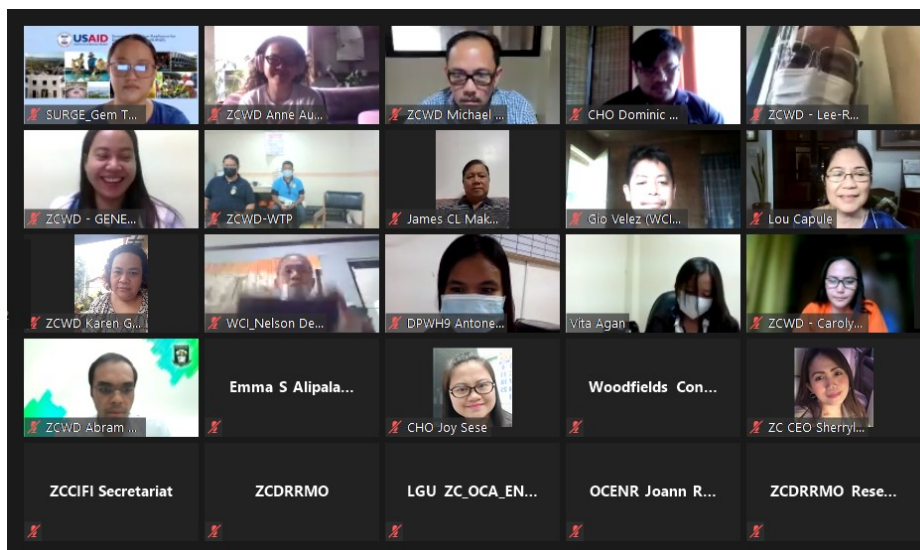 USAID
SURGE_Gem T...
ZCWD Anne Au...
ZCWD Michael ...
CHO Dominic ...
ZCWD - Lee-R...
ZCWD - GENE...
ZCWD-WTP
James CL Mak...
Gio Velez (WCI...
Lou Capule
ZCWD Karen G...
WCI_Nelson De...
DPWH9 Antone...
Vita Agan
ZCWD - Caroly...
ZCWD Abram ...
Emma S Alipala...
CHO Joy Sese
Woodfields Con...
ZC CEO Sherryl...
ZCCIFI Secretariat
ZCDRRMO
LGU ZC_OCA_EN...
OCENR Joann R...
ZCDRRMO Rese...